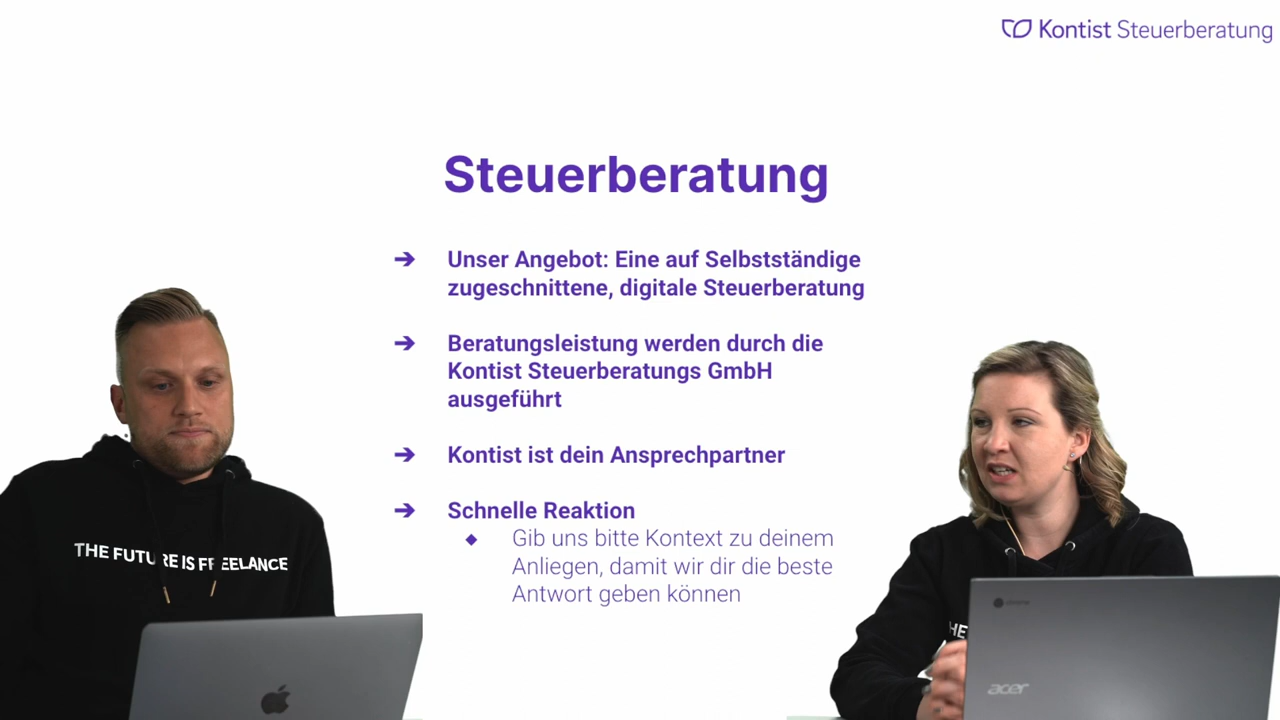 Kontist Steuerberatung
Steuerberatung
➔ Unser Angebot: Eine auf Selbstständige
zugeschnittene, digitale Steuerberatung
➔ Beratungsleistung werden durch die
Kontist Steuerberatungs GmbH
ausgeführt
➔ Kontist ist dein Ansprechpartner
➔ Schnelle Reaktion
◆ Gib uns bitte Kontext zu deinem
Anliegen, damit wir dir die beste
Antwort geben können
THE FUTURE IS FREELANCE
HE
acer